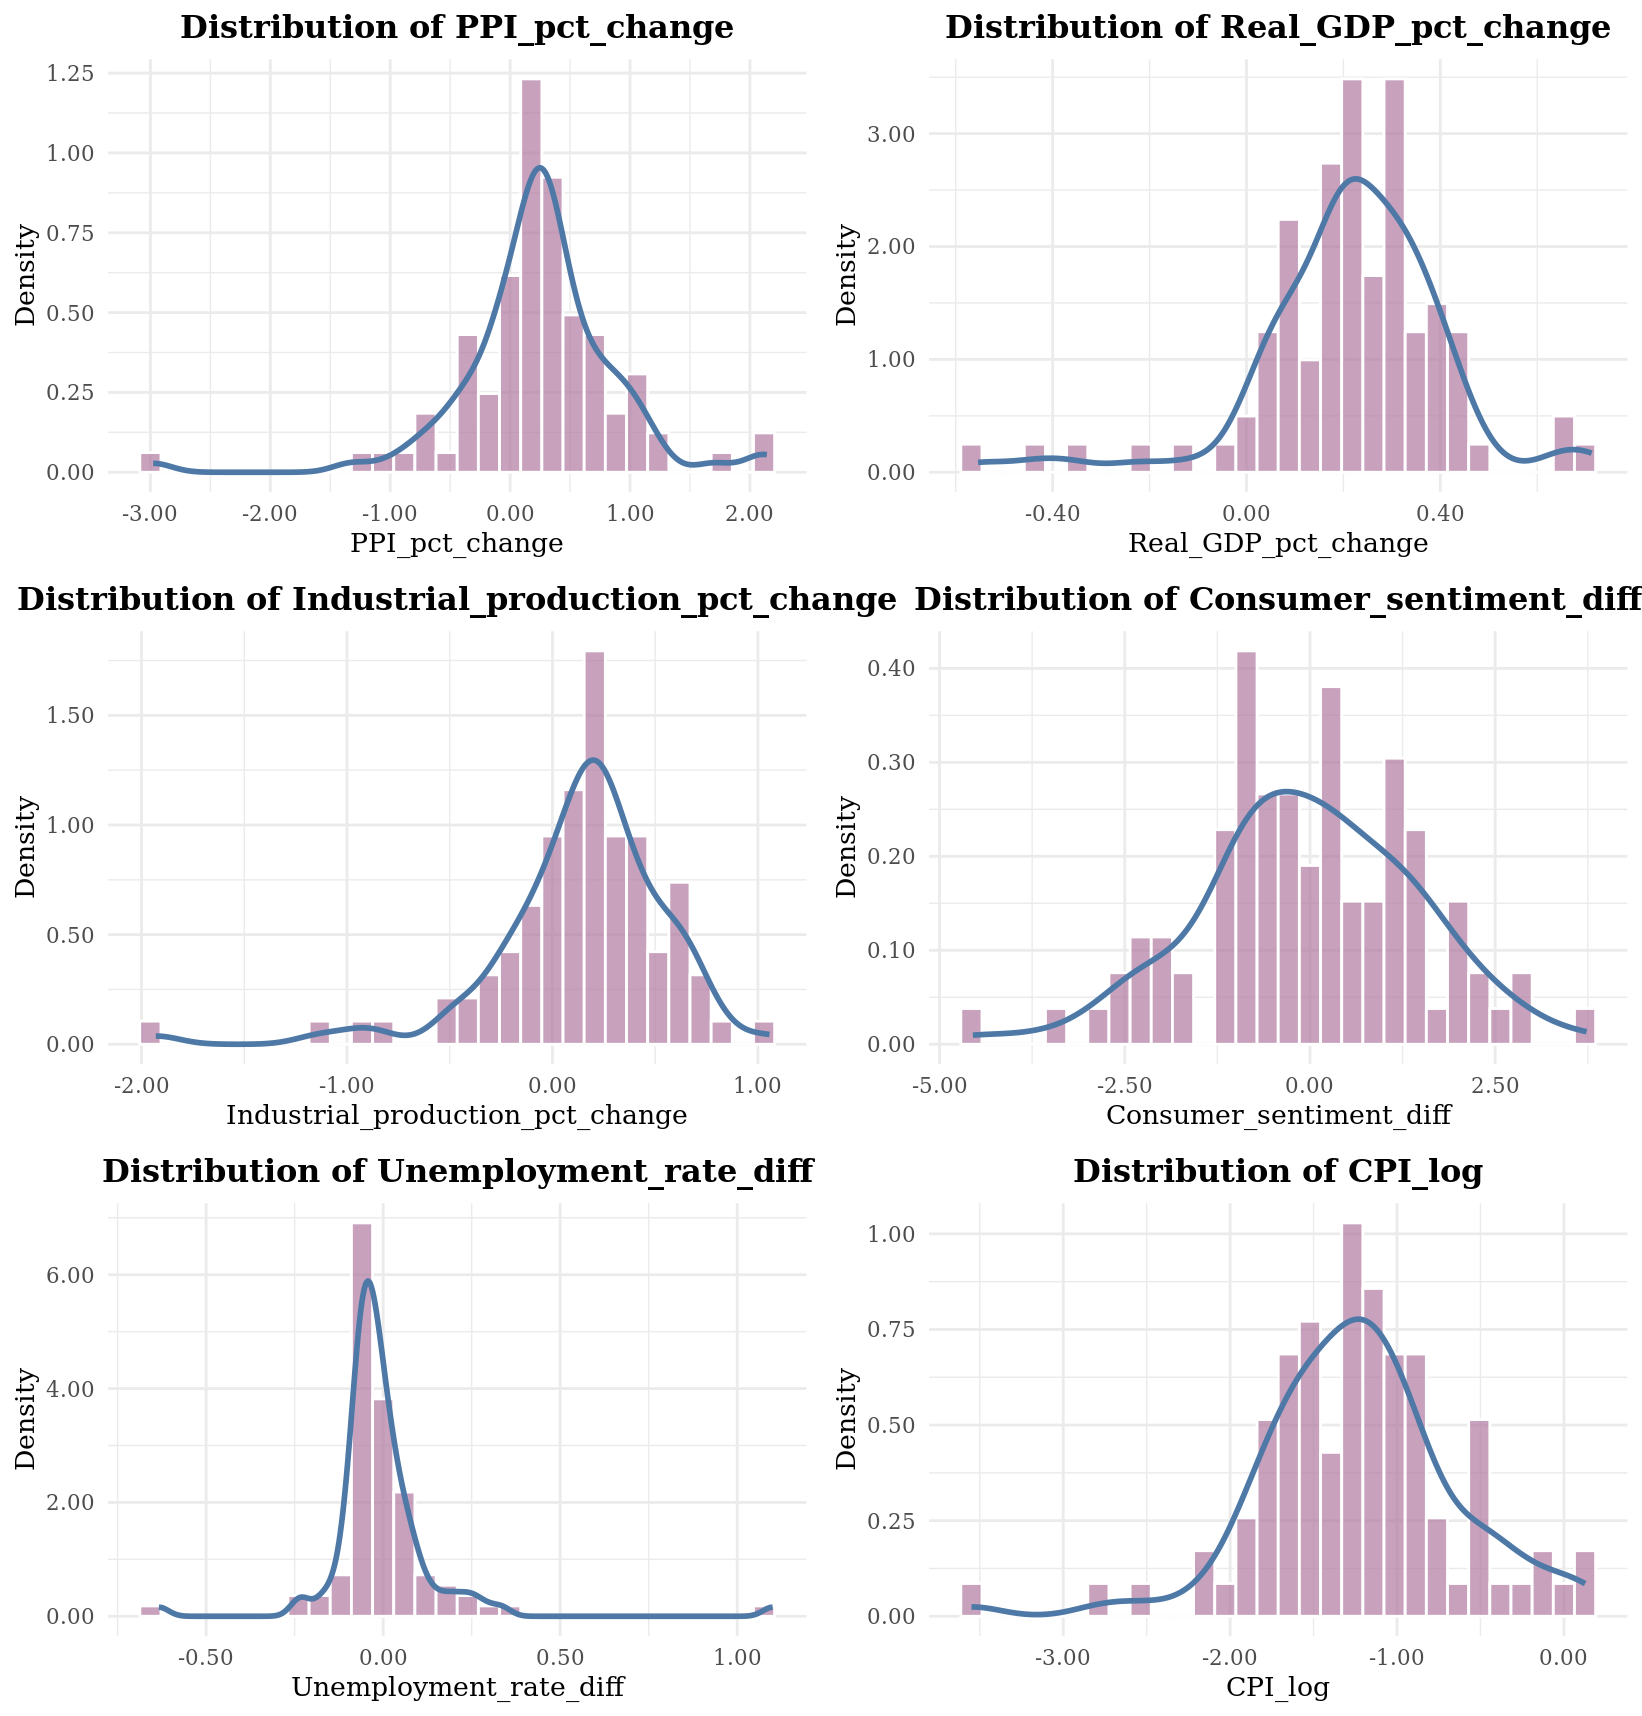 Distribution of PPI_pct_change
Distribution of Real_GDP_pct_change
Density
1.25
1.00
0.75
0.50
0.25
0.00
-3.00 -2.00 -1.00 0.00 1.00 2.00
PPI_pct_change
Density
3.00
2.00
1.00
0.00
-0.40 0.00 0.40
Real_GDP_pct_change
Distribution of Industrial_production_pct_change
Distribution of Consumer_sentiment_diff
Density
1.50
1.00
0.50
0.00
-2.00 -1.00 0.00 1.00
Industrial_production_pct_change
Density
0.40
0.30
0.20
0.10
0.00
-5.00 -2.50 0.00 2.50
Consumer_sentiment_diff
Distribution of Unemployment_rate_diff
Distribution of CPI_log
Density
6.00
4.00
2.00
0.00
-0.50 0.00 0.50 1.00
Unemployment_rate_diff
Density
1.00
0.75
0.50
0.25
0.00
-3.00 -2.00 -1.00 0.00
CPI_log